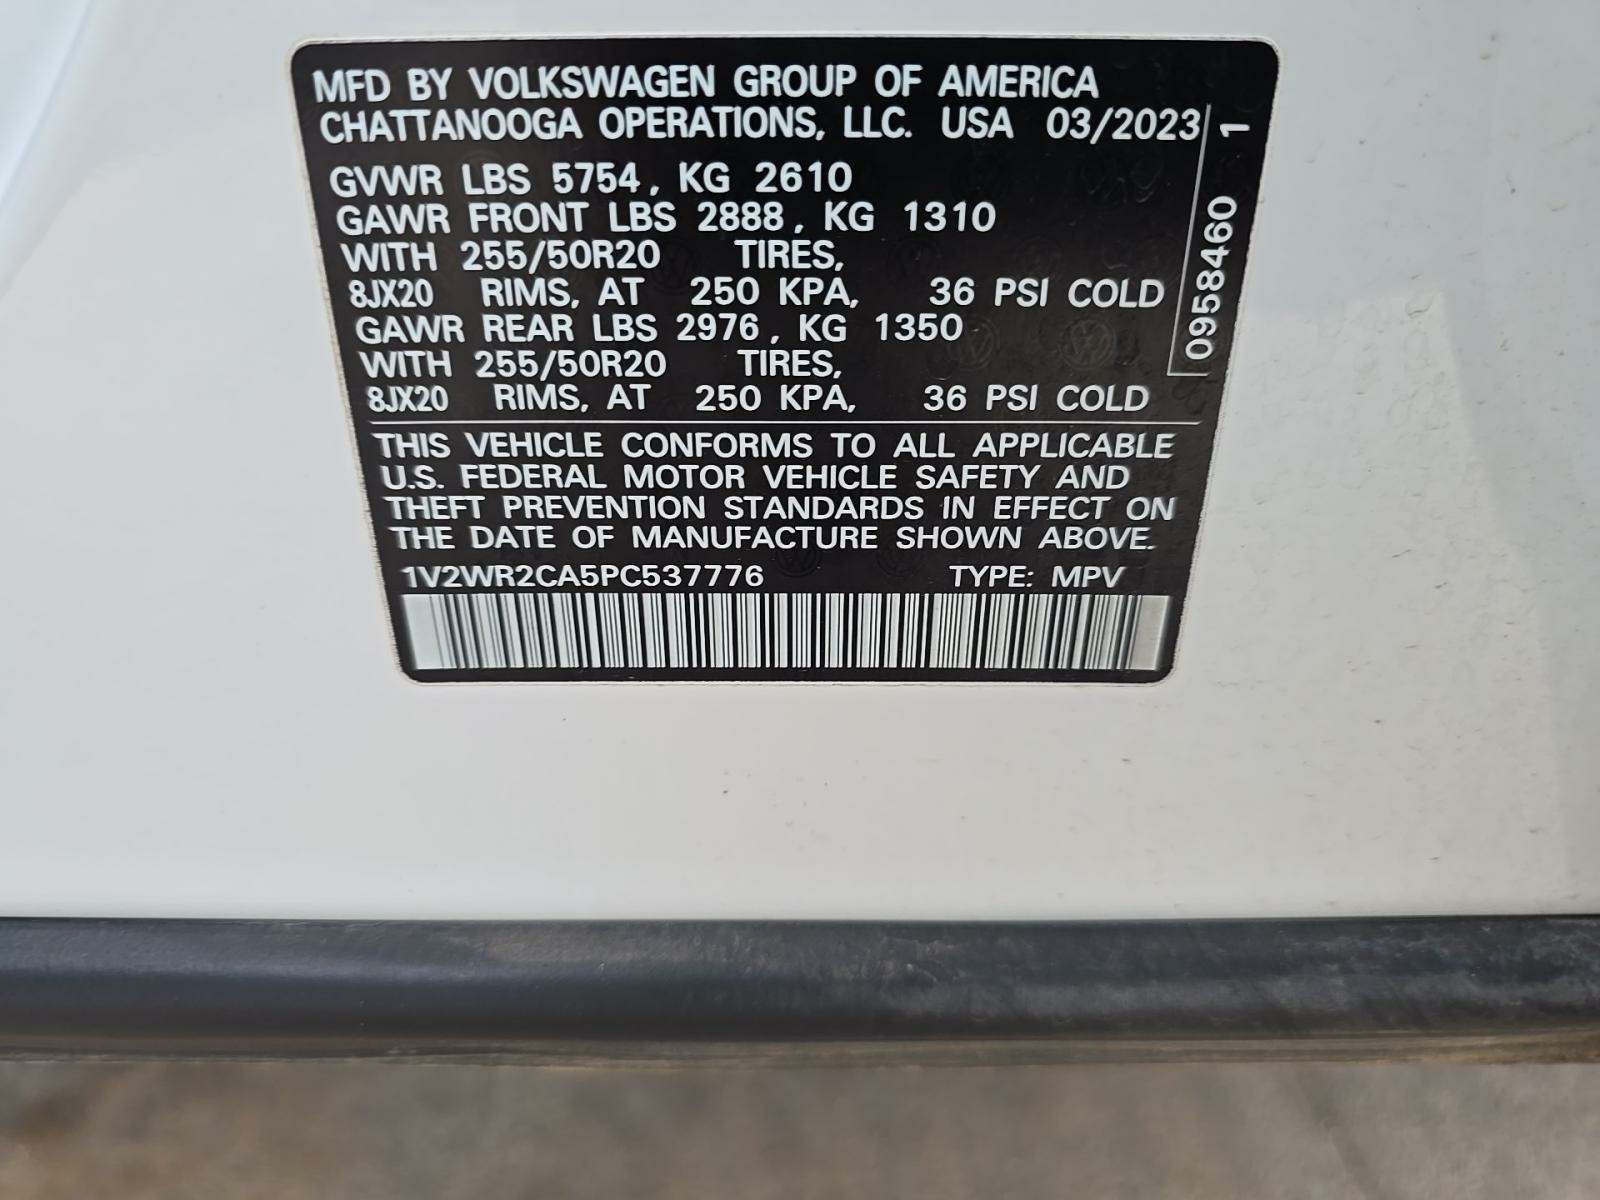 MFD BY VOLKSWAGEN GROUP OF AMERICA
CHATTANOOGA OPERATIONS, LLC. USA 03/2023
GVWR LBS 5754, KG 2610
GAWR FRONT LBS 2888, KG 1310
WITH 255/50R20 TIRES,
8JX20 RIMS, AT 250 KPA, 36 PSI COLD
GAWR REAR LBS 2976, KG 1350
WITH 255/50R20 TIRES,
8JX20 RIMS, AT 250 KPA, 36 PSI COLD
THIS VEHICLE CONFORMS TO ALL APPLICABLE
U.S. FEDERAL MOTOR VEHICLE SAFETY AND
THEFT PREVENTION STANDARDS IN EFFECT ON
THE DATE OF MANUFACTURE SHOWN ABOVE.
1V2WR2CA5PC537776 TYPE: MPV
0958460 1